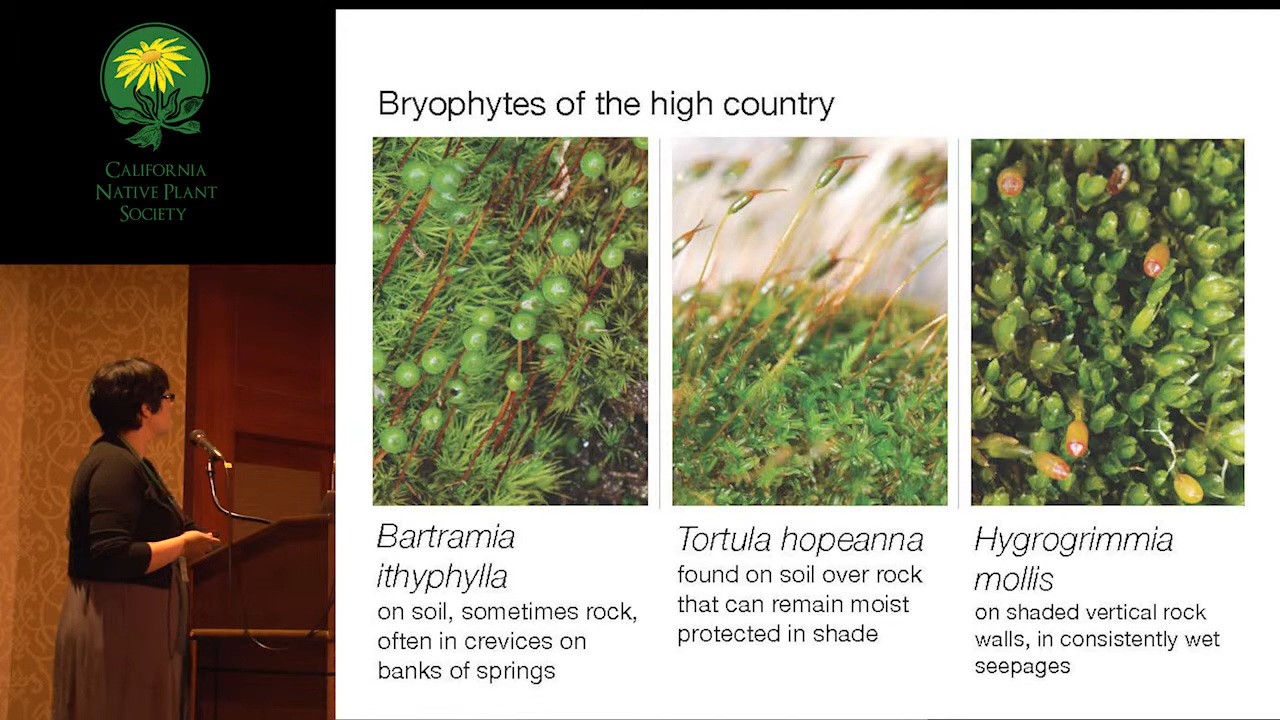 California
Native Plant
Society
Bryophytes of the high country
Bartramia
ithyphylla
on soil, sometimes rock,
often in crevices on
banks of springs
Tortula hopeanna
found on soil over rock
that can remain moist
protected in shade
Hygrogrimmia
mollis
on shaded vertical rock
walls, in consistently wet
seepages